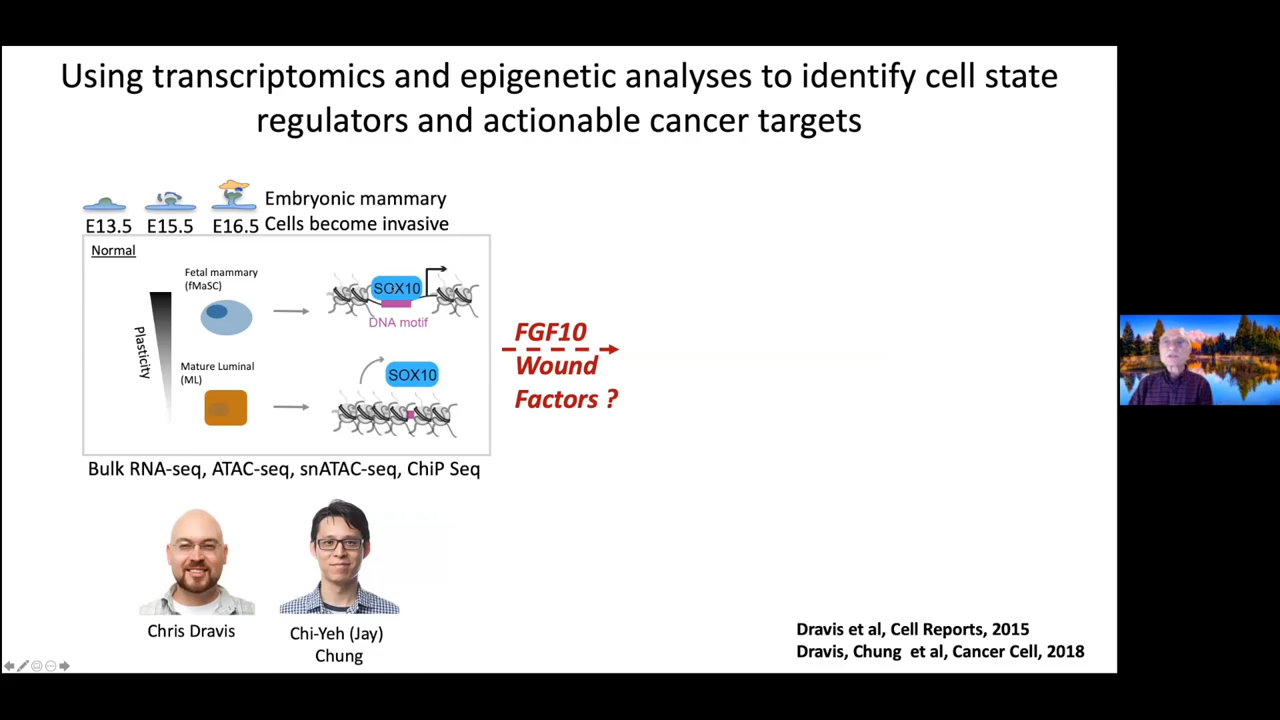 Using transcriptomics and epigenetic analyses to identify cell state
regulators and actionable cancer targets
Embryonic mammary
E13.5 E15.5 E16.5 Cells become invasive
Normal
Fetal mammary
(fMaSC)
SOX10
DNA motif
Plasticity
Mature Luminal
(ML)
SOX10
FGF10
Wound
Factors ?
Bulk RNA-seq, ATAC-seq, snATAC-seq, ChiP Seq
Chris Dravis
Chi-Yeh (Jay)
Chung
Dravis et al, Cell Reports, 2015
Dravis, Chung et al, Cancer Cell, 2018